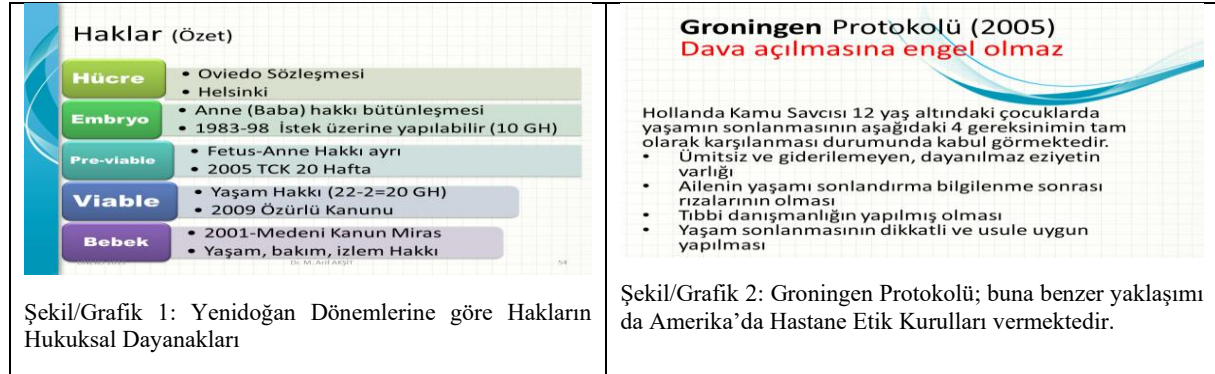 Haklar (Özet)
Hücre
• Oviedo Sözleşmesi
• Helsinki
Embryo
• Anne (Baba) hakkı bütünleşmesi
• 1983-98 İstek üzerine yapılabilir (10 GH)
Pre-viable
• Fetus-Anne Hakkı ayrı
• 2005 TCK 20 Hafta
Viable
• Yaşam Hakkı (22-2=20 GH)
• 2009 Özürlü Kanunu
Bebek
• 2001-Medeni Kanun Miras
• Yaşam, bakım, izlem Hakkı
Dr. M. Arif AKŞİT
54
Şekil/Grafik 1: Yenidoğan Dönemlerine göre Hakların
Hukuksal Dayanakları
Groningen Protokolü (2005)
Dava açılmasına engel olmaz
Hollanda Kamu Savcısı 12 yaş altındaki çocuklarda
yaşamın sonlanmasının aşağıdaki 4 gereksinimin tam
olarak karşılanması durumunda kabul görmektedir.
• Ümitsiz ve giderilemeyen, dayanılmaz eziyetin
varlığı
• Ailenin yaşamı sonlandırma bilgilenme sonrası
rızalarının olması
• Tıbbi danışmanlığın yapılmış olması
• Yaşam sonlanmasının dikkatli ve usule uygun
yapılması
Şekil/Grafik 2: Groningen Protokolü; buna benzer yaklaşımı
da Amerika’da Hastane Etik Kurulları vermektedir.